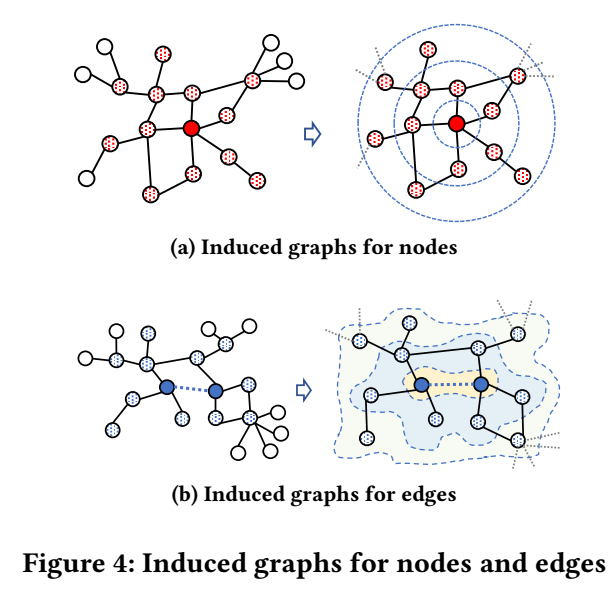 (a) Induced graphs for nodes
(b) Induced graphs for edges
Figure 4: Induced graphs for nodes and edges